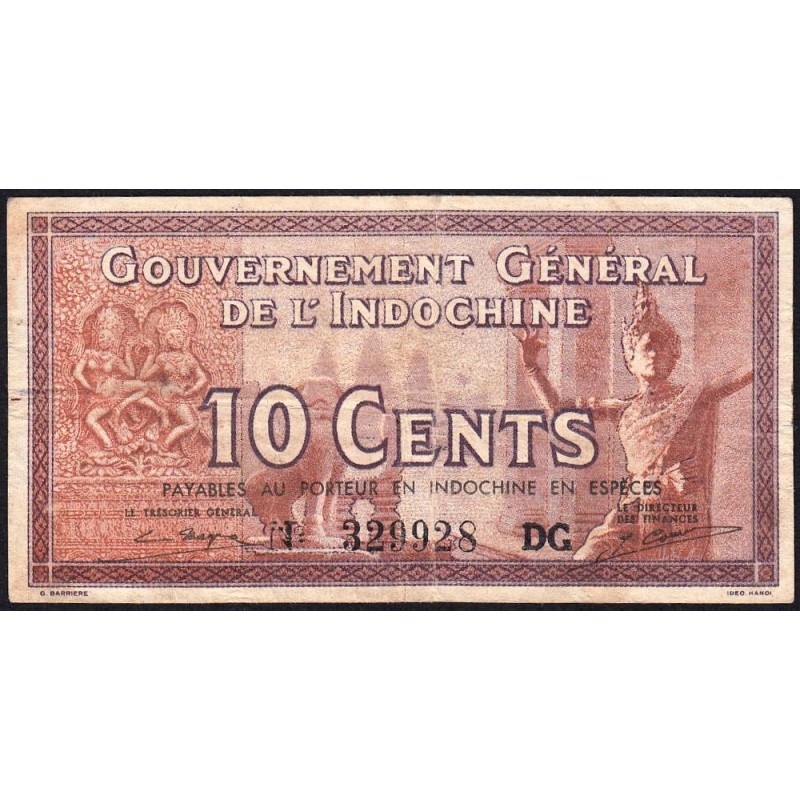 GOUVERNEMENT GÉNÉRAL
DE L'INDOCHINE
10 CENTS
PAYABLES AU PORTEUR EN INDOCHINE EN ESPÈCES
LE TRÉSORIER GÉNÉRAL
LE DIRECTEUR
DES FINANCES
No 329928 DG
G. BARRIERE
IDEO. HANOI